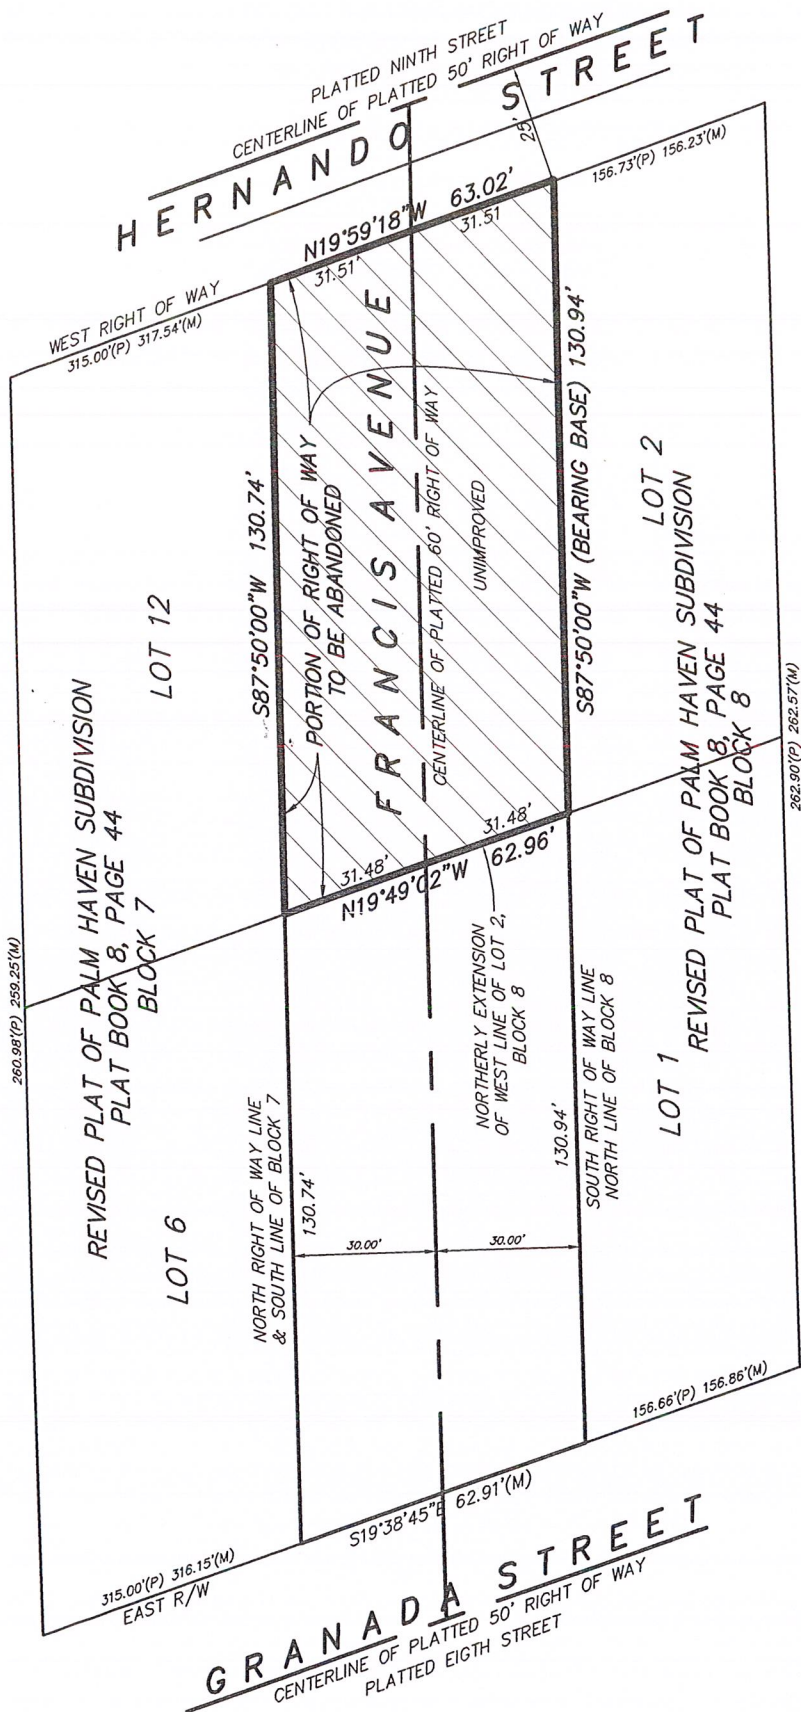 PLATTED NINTH STREET
CENTERLINE OF PLATTED 50' RIGHT OF WAY
HERNANDO STREET
25'
156.73'(P) 156.23'(M)
N19°59'18"W 63.02'
31.51'
31.51
WEST RIGHT OF WAY
315.00'(P) 317.54'(M)
S87°50'00"W 130.74'
PORTION OF RIGHT OF WAY
TO BE ABANDONED
FRANCIS AVENUE
CENTERLINE OF PLATTED 60' RIGHT OF WAY
UNIMPROVED
S87°50'00"W (BEARING BASE) 130.94'
LOT 12
LOT 2
REVISED PLAT OF PALM HAVEN SUBDIVISION
PLAT BOOK 8, PAGE 44
BLOCK 7
REVISED PLAT OF PALM HAVEN SUBDIVISION
PLAT BOOK 8, PAGE 44
BLOCK 8
260.98'(P) 259.25'(M)
262.90'(P) 262.57'(M)
31.48'
31.48'
N19°49'02"W 62.96'
NORTHERLY EXTENSION
OF WEST LINE OF LOT 2,
BLOCK 8
LOT 6
LOT 1
NORTH RIGHT OF WAY LINE
& SOUTH LINE OF BLOCK 7
130.74'
130.94'
SOUTH RIGHT OF WAY LINE
NORTH LINE OF BLOCK 8
30.00'
30.00'
156.66'(P) 156.86'(M)
S19°38'45"E 62.91'(M)
315.00'(P) 316.15'(M)
EAST R/W
GRANADA STREET
CENTERLINE OF PLATTED 50' RIGHT OF WAY
PLATTED EIGTH STREET